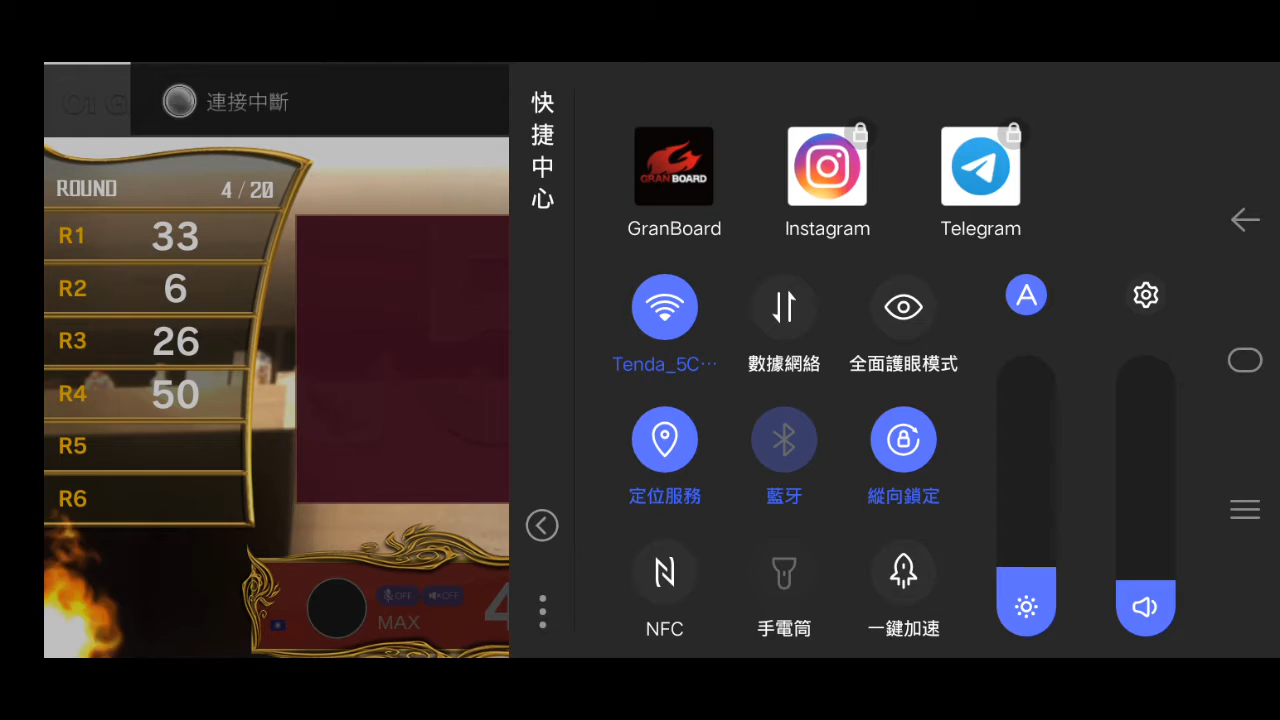 連接中斷
ROUND 4/20
R1 33
R2 6
R3 26
R4 50
R5
R6
OFF OFF
MAX
4
快捷中心
GRAN BOARD
GranBoard Instagram Telegram
A
Tenda_5C··· 數據網絡 全面護眼模式
定位服務 藍牙 縱向鎖定
NFC 手電筒 一鍵加速